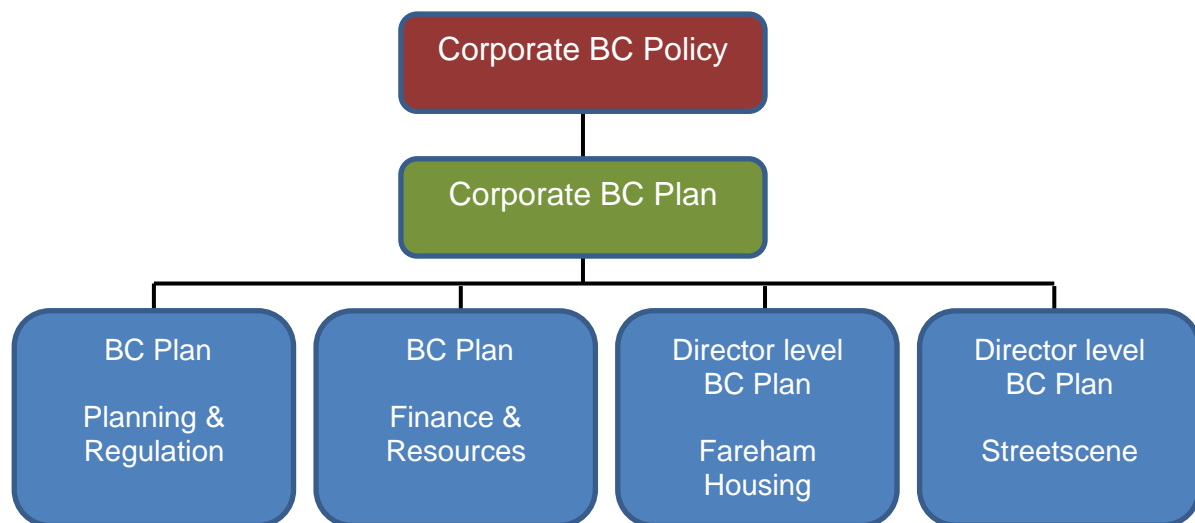 Corporate BC Policy
Corporate BC Plan
BC Plan
Planning &
Regulation
BC Plan
Finance &
Resources
Director level
BC Plan
Fareham
Housing
Director level
BC Plan
Streetscene